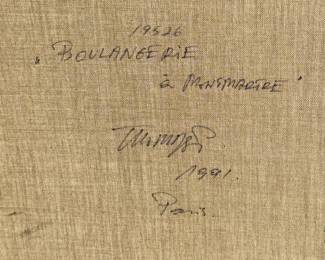 19526
"BOULANGERIE
à MONTMARTRE"
1991.
Paris.